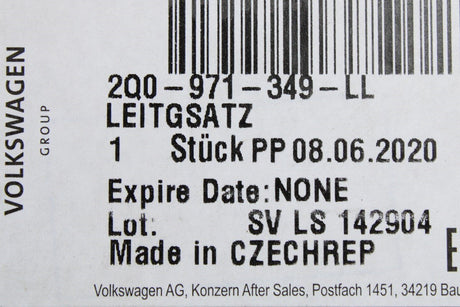 VOLKSWAGEN
GROUP
2Q0-971-349-LL
LEITGSATZ
1 Stück PP 08.06.2020
Expire Date: NONE
Lot: SV LS 142904
Made in CZECHREP
E
Volkswagen AG, Konzern After Sales, Postfach 1451, 34219 Bau